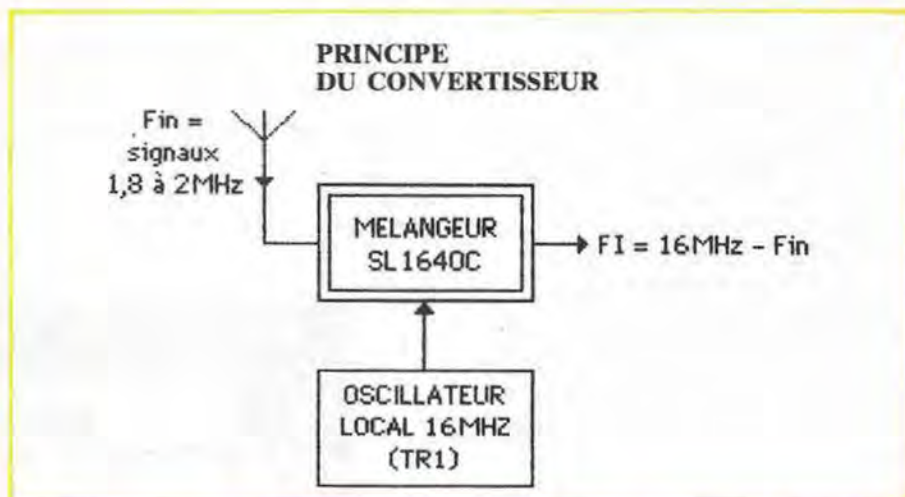 PRINCIPE
DU CONVERTISSEUR
Fin =
signaux
1,8 à 2MHz
MELANGEUR
SL1640C
FI = 16MHz - Fin
OSCILLATEUR
LOCAL 16MHZ
(TR1)